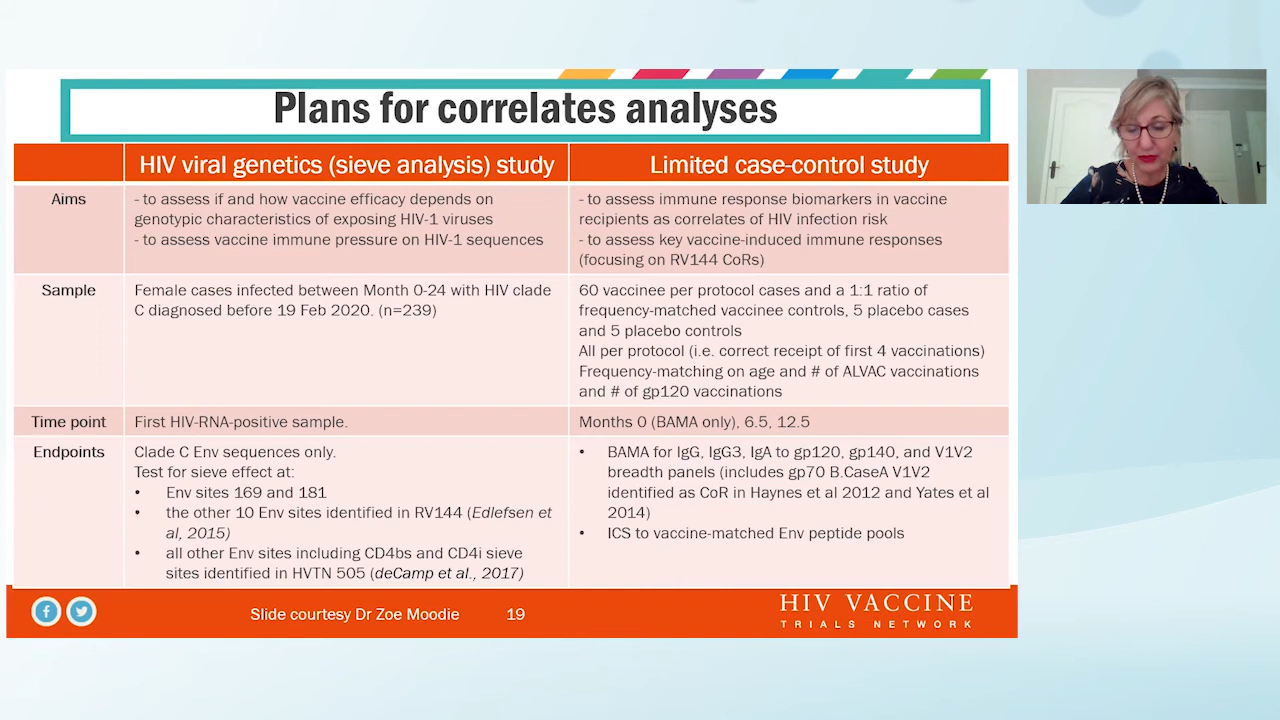 Plans for correlates analyses
HIV viral genetics (sieve analysis) study
Limited case-control study
Aims
- to assess if and how vaccine efficacy depends on
genotypic characteristics of exposing HIV-1 viruses
- to assess vaccine immune pressure on HIV-1 sequences
- to assess immune response biomarkers in vaccine
recipients as correlates of HIV infection risk
- to assess key vaccine-induced immune responses
(focusing on RV144 CoRs)
Sample
Female cases infected between Month 0-24 with HIV clade
C diagnosed before 19 Feb 2020. (n=239)
60 vaccinee per protocol cases and a 1:1 ratio of
frequency-matched vaccinee controls, 5 placebo cases
and 5 placebo controls
All per protocol (i.e. correct receipt of first 4 vaccinations)
Frequency-matching on age and # of ALVAC vaccinations
and # of gp120 vaccinations
Time point
First HIV-RNA-positive sample.
Months 0 (BAMA only), 6.5, 12.5
Endpoints
Clade C Env sequences only.
Test for sieve effect at:
• Env sites 169 and 181
• the other 10 Env sites identified in RV144 (Edlefsen et
al, 2015)
• all other Env sites including CD4bs and CD4i sieve
sites identified in HVTN 505 (deCamp et al., 2017)
• BAMA for IgG, IgG3, IgA to gp120, gp140, and V1V2
breadth panels (includes gp70 B.CaseA V1V2
identified as CoR in Haynes et al 2012 and Yates et al
2014)
• ICS to vaccine-matched Env peptide pools
Slide courtesy Dr Zoe Moodie
19
HIV VACCINE
TRIALS NETWORK